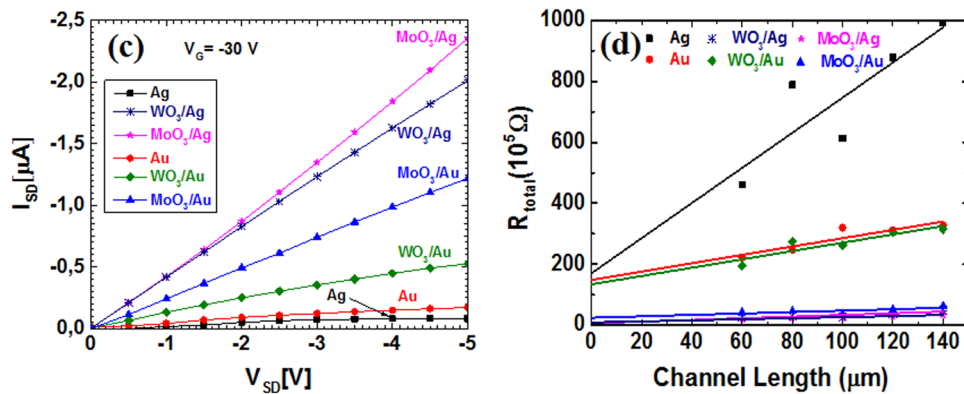 (c)
V_G= -30 V
-2,5
-2,0
-1,5
-1,0
-0,5
0,0
I_SD[µA]
Ag
WO₃/Ag
MoO₃/Ag
Au
WO₃/Au
MoO₃/Au
MoO₃/Ag
WO₃/Ag
MoO₃/Au
WO₃/Au
Ag
Au
0 -1 -2 -3 -4 -5
V_SD[V]
(d)
1000
800
600
400
200
0
R_total(10⁵Ω)
Ag WO₃/Ag MoO₃/Ag
Au WO₃/Au MoO₃/Au
0 20 40 60 80 100 120 140
Channel Length (µm)